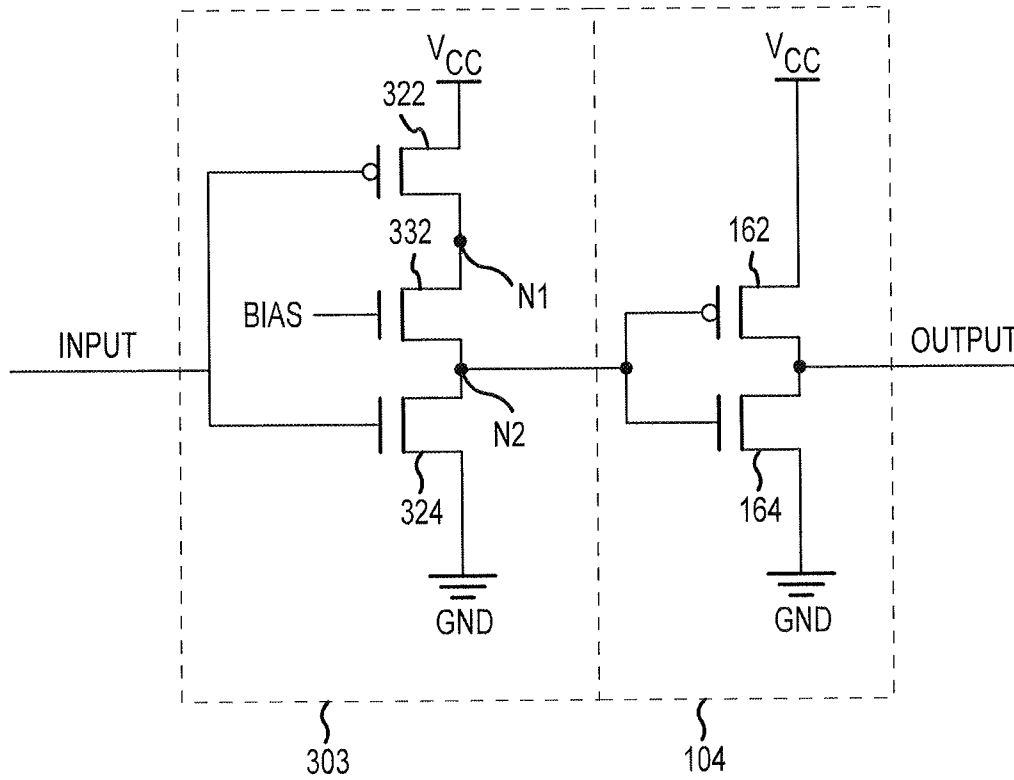 VCC
322
332
N1
BIAS
INPUT
N2
324
GND
303
VCC
162
OUTPUT
164
GND
104